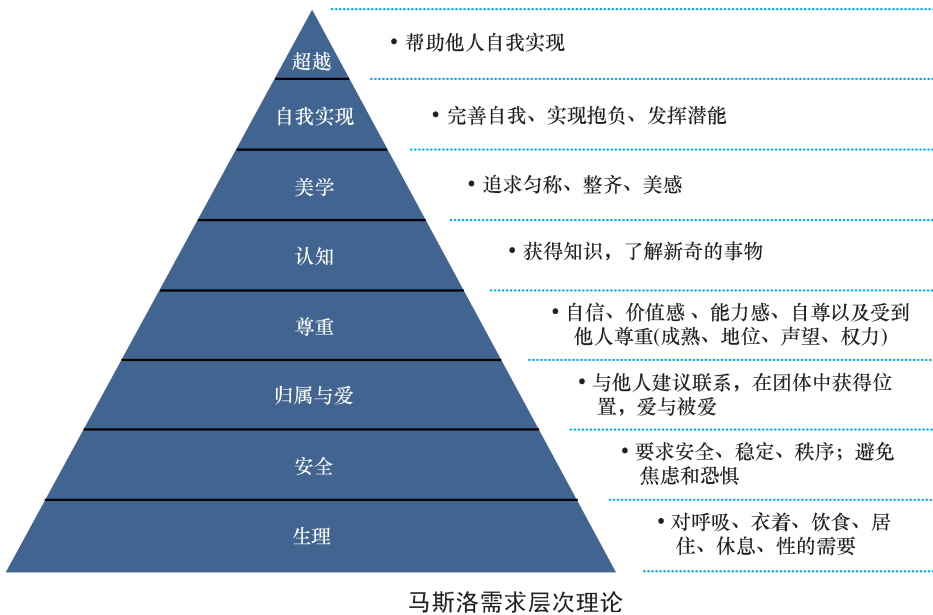 超越
• 帮助他人自我实现
自我实现
• 完善自我、实现抱负、发挥潜能
美学
• 追求匀称、整齐、美感
认知
• 获得知识，了解新奇的事物
尊重
• 自信、价值感、能力感、自尊以及受到
他人尊重(成熟、地位、声望、权力)
归属与爱
• 与他人建议联系，在团体中获得位
置，爱与被爱
安全
• 要求安全、稳定、秩序；避免
焦虑和恐惧
生理
• 对呼吸、衣着、饮食、居
住、休息、性的需要
马斯洛需求层次理论